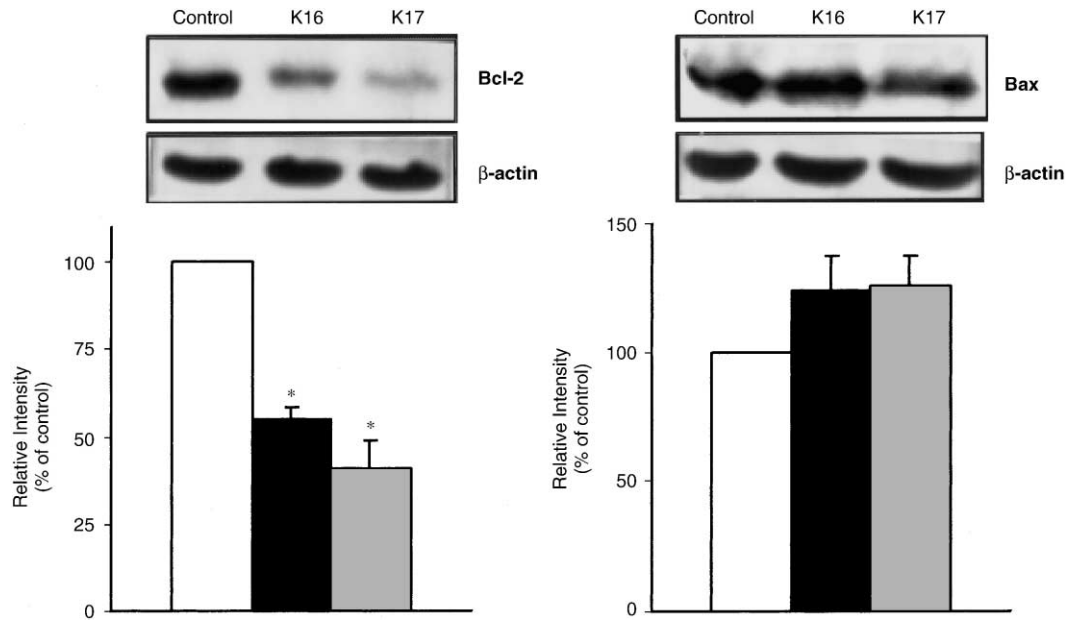 Control K16 K17
Bcl-2
β-actin
100
75
50
25
0
Relative Intensity
(% of control)
*
*
Control K16 K17
Bax
β-actin
150
100
50
0
Relative Intensity
(% of control)